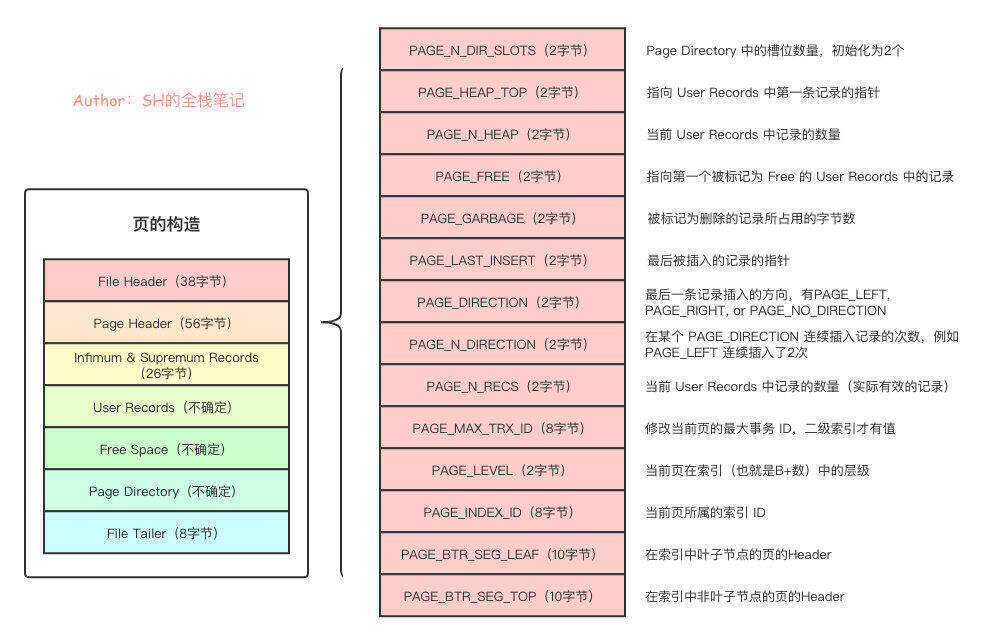 Author：SH的全栈笔记
页的构造
File Header（38字节）
Page Header（56字节）
Infimum & Supremum Records
（26字节）
User Records（不确定）
Free Space（不确定）
Page Directory（不确定）
File Tailer（8字节）
PAGE_N_DIR_SLOTS（2字节） Page Directory 中的槽位数量，初始化为2个
PAGE_HEAP_TOP（2字节） 指向 User Records 中第一条记录的指针
PAGE_N_HEAP（2字节） 当前 User Records 中记录的数量
PAGE_FREE（2字节） 指向第一个被标记为 Free 的 User Records 中的记录
PAGE_GARBAGE（2字节） 被标记为删除的记录所占用的字节数
PAGE_LAST_INSERT（2字节） 最后被插入的记录的指针
PAGE_DIRECTION（2字节） 最后一条记录插入的方向，有PAGE_LEFT,
PAGE_RIGHT, or PAGE_NO_DIRECTION
PAGE_N_DIRECTION（2字节） 在某个 PAGE_DIRECTION 连续插入记录的次数，例如
PAGE_LEFT 连续插入了2次
PAGE_N_RECS（2字节） 当前 User Records 中记录的数量（实际有效的记录）
PAGE_MAX_TRX_ID（8字节） 修改当前页的最大事务 ID，二级索引才有值
PAGE_LEVEL（2字节） 当前页在索引（也就是B+数）中的层级
PAGE_INDEX_ID（8字节） 当前页所属的索引 ID
PAGE_BTR_SEG_LEAF（10字节） 在索引中叶子节点的页的Header
PAGE_BTR_SEG_TOP（10字节） 在索引中非叶子节点的页的Header